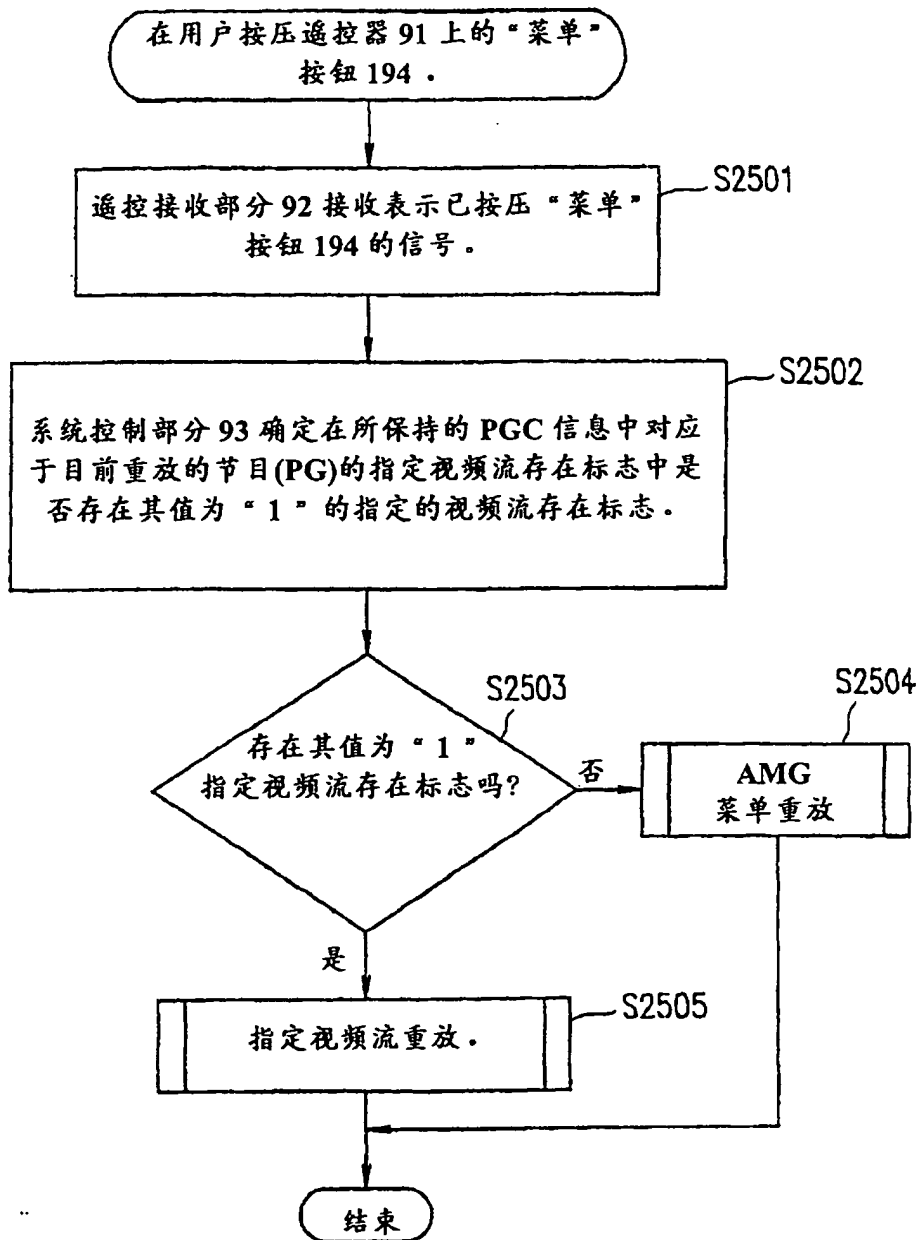 在用户按压遥控器 91 上的“菜单”
按钮 194 .
S2501
遥控接收部分 92 接收表示已按压“菜单”
按钮 194 的信号。
S2502
系统控制部分 93 确定在所保持的 PGC 信息中对应
于目前重放的节目(PG)的指定视频流存在标志中是
否存在其值为“1”的指定的视频流存在标志。
S2503
存在其值为“1”
指定视频流存在标志吗?
否
S2504
AMG
菜单重放
是
S2505
指定视频流重放.
结束